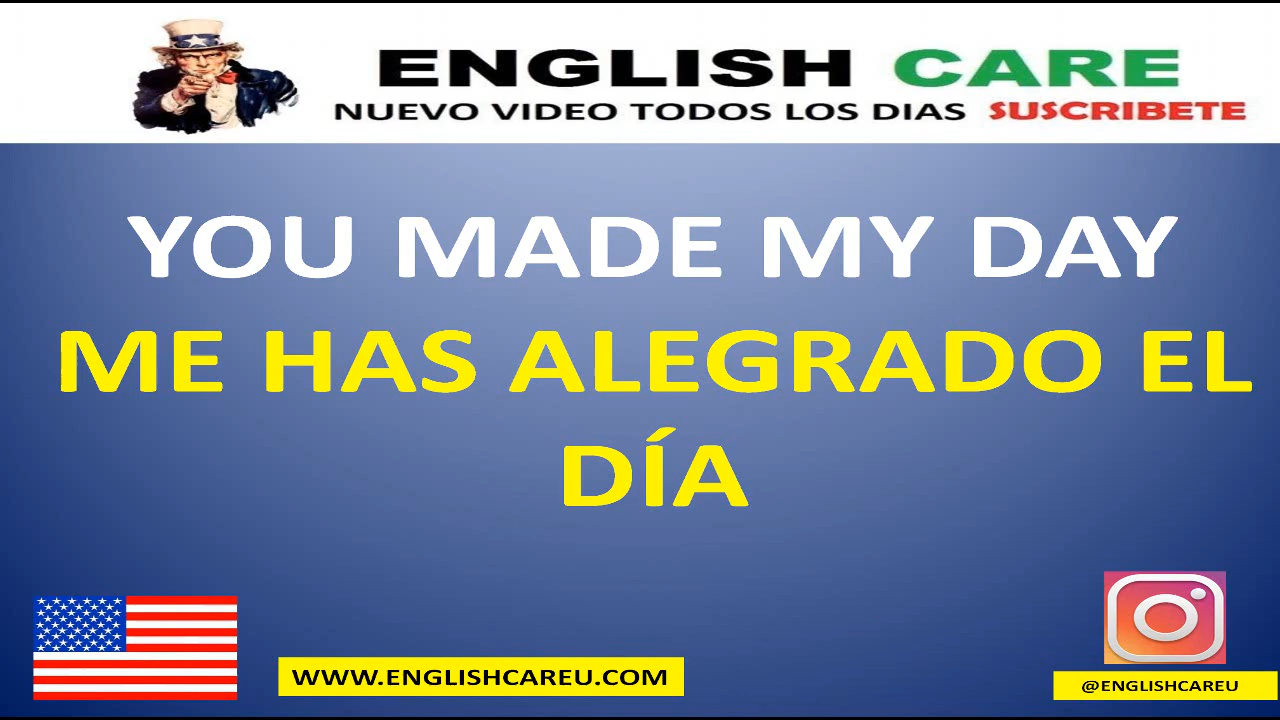 ENGLISH CARE
NUEVO VIDEO TODOS LOS DIAS SUSCRIBETE
YOU MADE MY DAY
ME HAS ALEGRADO EL
DÍA
WWW.ENGLISHCAREU.COM
@ENGLISHCAREU